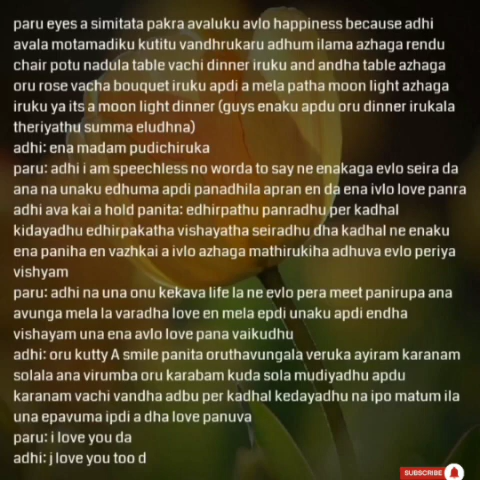 paru eyes a simitata pakra avaluku avlo happiness because adhi
avala motamadiku kutitu vandhrukaru adhum ilama azhaga rendu
chair potu nadula table vachi dinner iruku and andha table azhaga
oru rose vacha bouquet iruku apdi a mela patha moon light azhaga
iruku ya its a moon light dinner (guys enaku apdu oru dinner irukala
theriyathu summa eludhna)
adhi: ena madam pudichiruka
paru: adhi i am speechless no worda to say ne enakaga evlo seira da
ana na unaku edhuma apdi panadhila apran en da ena ivlo love panra
adhi ava kai a hold panita: edhirpathu panradhu per kadhal
kidayadhu edhirpakatha vishayatha seiradhu dha kadhal ne enaku
ena paniha en vazhkai a ivlo azhaga mathirukiha adhuva evlo periya
vishyam
paru: adhi na una onu kekava life la ne evlo pera meet panirupa ana
avunga mela la varadha love en mela epdi unaku apdi endha
vishayam una ena avlo love pana vaikudhu
adhi: oru kutty A smile panita oruthavungala veruka ayiram karanam
solala ana virumba oru karabam kuda sola mudiyadhu apdu
karanam vachi vandha adbu per kadhal kedayadhu na ipo matum ila
una epavuma ipdi a dha love panuva
paru: i love you da
adhi: j love you too d
SUBSCRIBE